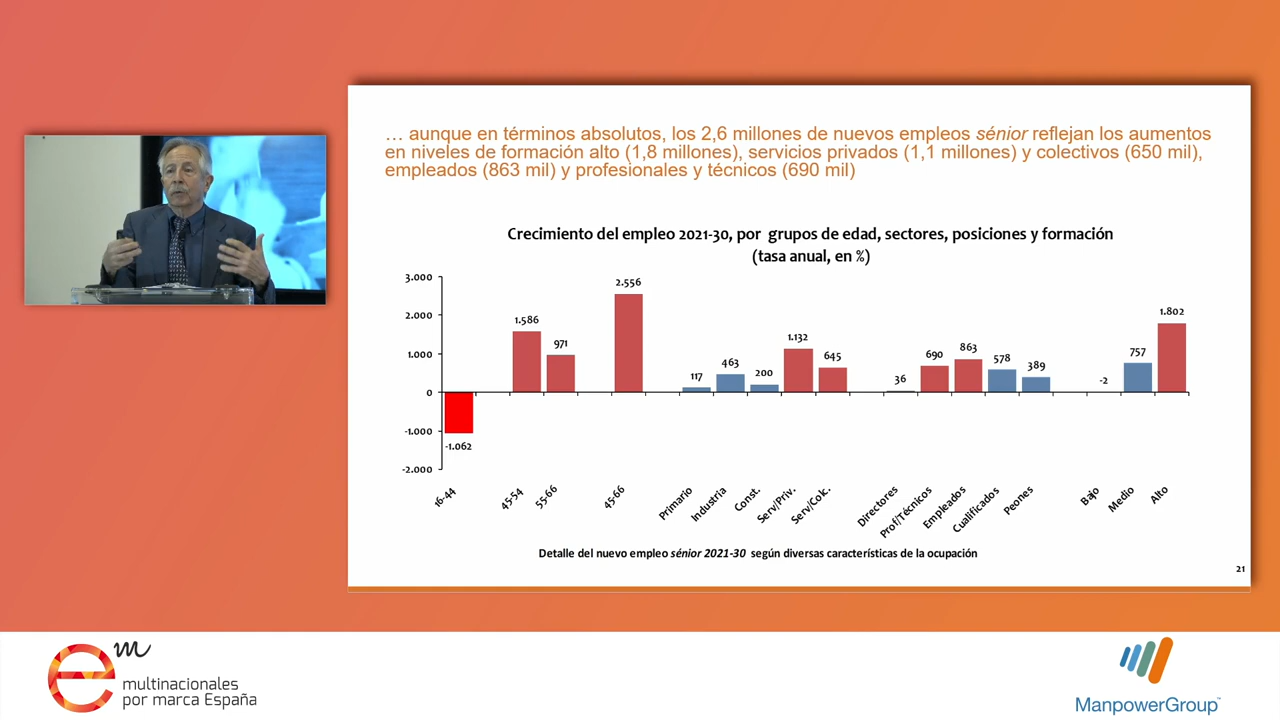 … aunque en términos absolutos, los 2,6 millones de nuevos empleos sénior reflejan los aumentos
en niveles de formación alto (1,8 millones), servicios privados (1,1 millones) y colectivos (650 mil),
empleados (863 mil) y profesionales y técnicos (690 mil)
Crecimiento del empleo 2021-30, por grupos de edad, sectores, posiciones y formación
(tasa anual, en %)
3.000
2.000
1.000
0
-1.000
-2.000
-1.062
1.586
971
2.556
117
463
200
1.132
645
36
690
863
578
389
-2
757
1.802
16-44
45-54
55-66
45-66
Primario
Industria
Const.
Serv/Priv.
Serv/Colc.
Directores
Prof/Técnicos
Empleados
Cualificados
Peones
Bajo
Medio
Alto
Detalle del nuevo empleo sénior 2021-30 según diversas características de la ocupación
21
em
multinacionales
por marca España
ManpowerGroup™